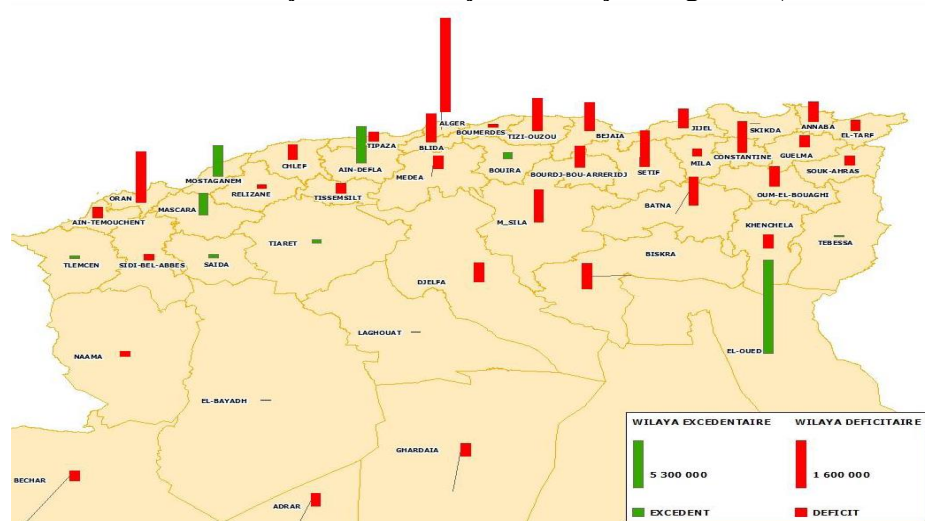 ALGER
BOUMERDES
TIZI-OUZOU
BEJAIA
JIJEL
SKIKDA
ANNABA
EL-TARF
TIPAZA
BLIDA
CHLEF
AIN-DEFLA
MEDEA
BOUIRA
BOURDJ-BOU-ARRERIDJ
SETIF
MILA
CONSTANTINE
GUELMA
SOUK-AHRAS
MOSTAGANEM
RELIZANE
TISSEMSILT
ORAN
MASCARA
AIN-TEMOUCHENT
M_SILA
BATNA
OUM-EL-BOUAGHI
KHENCHELA
TEBESSA
TLEMCEN
SIDI-BEL-ABBES
SAIDA
TIARET
DJELFA
BISKRA
LAGHOUAT
EL-OUED
NAAMA
EL-BAYADH
GHARDAIA
BECHAR
ADRAR
WILAYA EXCEDENTAIRE WILAYA DEFICITAIRE
5 300 000 1 600 000
EXCEDENT DEFICIT